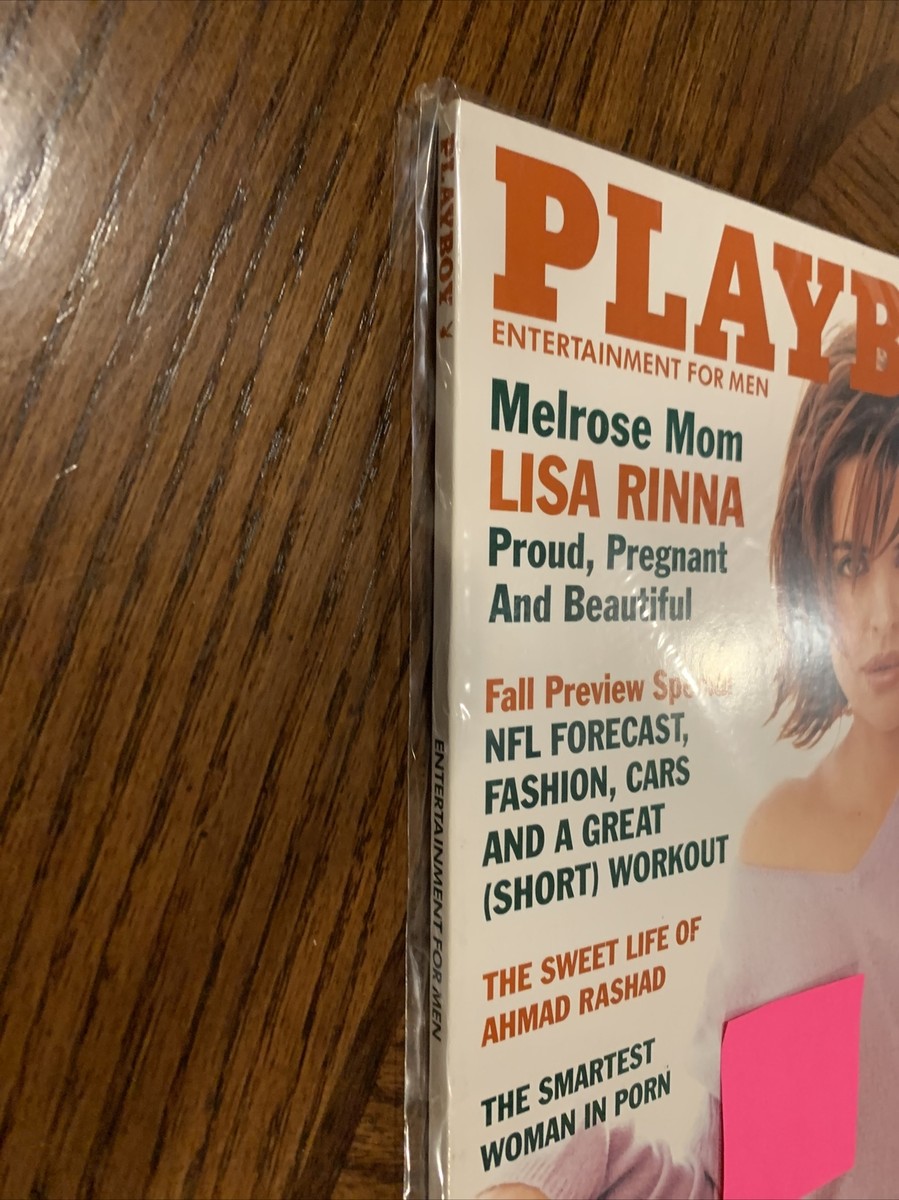 PLAYBOY
ENTERTAINMENT FOR MEN
PLAYB
ENTERTAINMENT FOR MEN
Melrose Mom
LISA RINNA
Proud, Pregnant
And Beautiful
Fall Preview Special
NFL FORECAST,
FASHION, CARS
AND A GREAT
(SHORT) WORKOUT
THE SWEET LIFE OF
AHMAD RASHAD
THE SMARTEST
WOMAN IN PORN